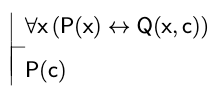 ∀x (P(x) ↔ Q(x, c))
P(c)